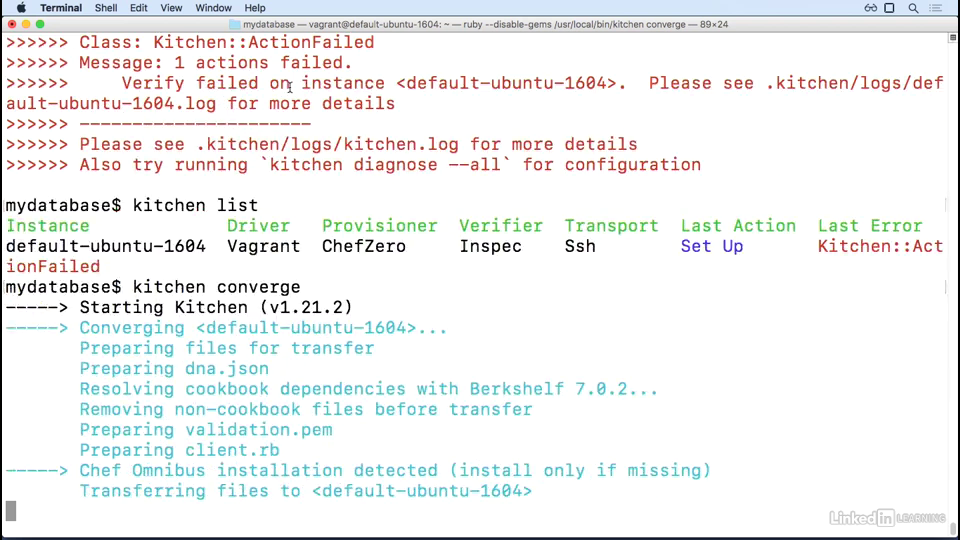 Terminal Shell Edit View Window Help
mydatabase — vagrant@default-ubuntu-1604: ~ — ruby --disable-gems /usr/local/bin/kitchen converge — 89×24
>>>>>> Class: Kitchen::ActionFailed
>>>>>> Message: 1 actions failed.
>>>>>>     Verify failed on instance <default-ubuntu-1604>.  Please see .kitchen/logs/def
ault-ubuntu-1604.log for more details
>>>>>> ----------------------
>>>>>> Please see .kitchen/logs/kitchen.log for more details
>>>>>> Also try running `kitchen diagnose --all` for configuration
mydatabase$ kitchen list
Instance             Driver   Provisioner  Verifier  Transport  Last Action  Last Error
default-ubuntu-1604  Vagrant  ChefZero     Inspec    Ssh        Set Up       Kitchen::Act
ionFailed
mydatabase$ kitchen converge
-----> Starting Kitchen (v1.21.2)
-----> Converging <default-ubuntu-1604>...
       Preparing files for transfer
       Preparing dna.json
       Resolving cookbook dependencies with Berkshelf 7.0.2...
       Removing non-cookbook files before transfer
       Preparing validation.pem
       Preparing client.rb
-----> Chef Omnibus installation detected (install only if missing)
       Transferring files to <default-ubuntu-1604>
LinkedIn LEARNING